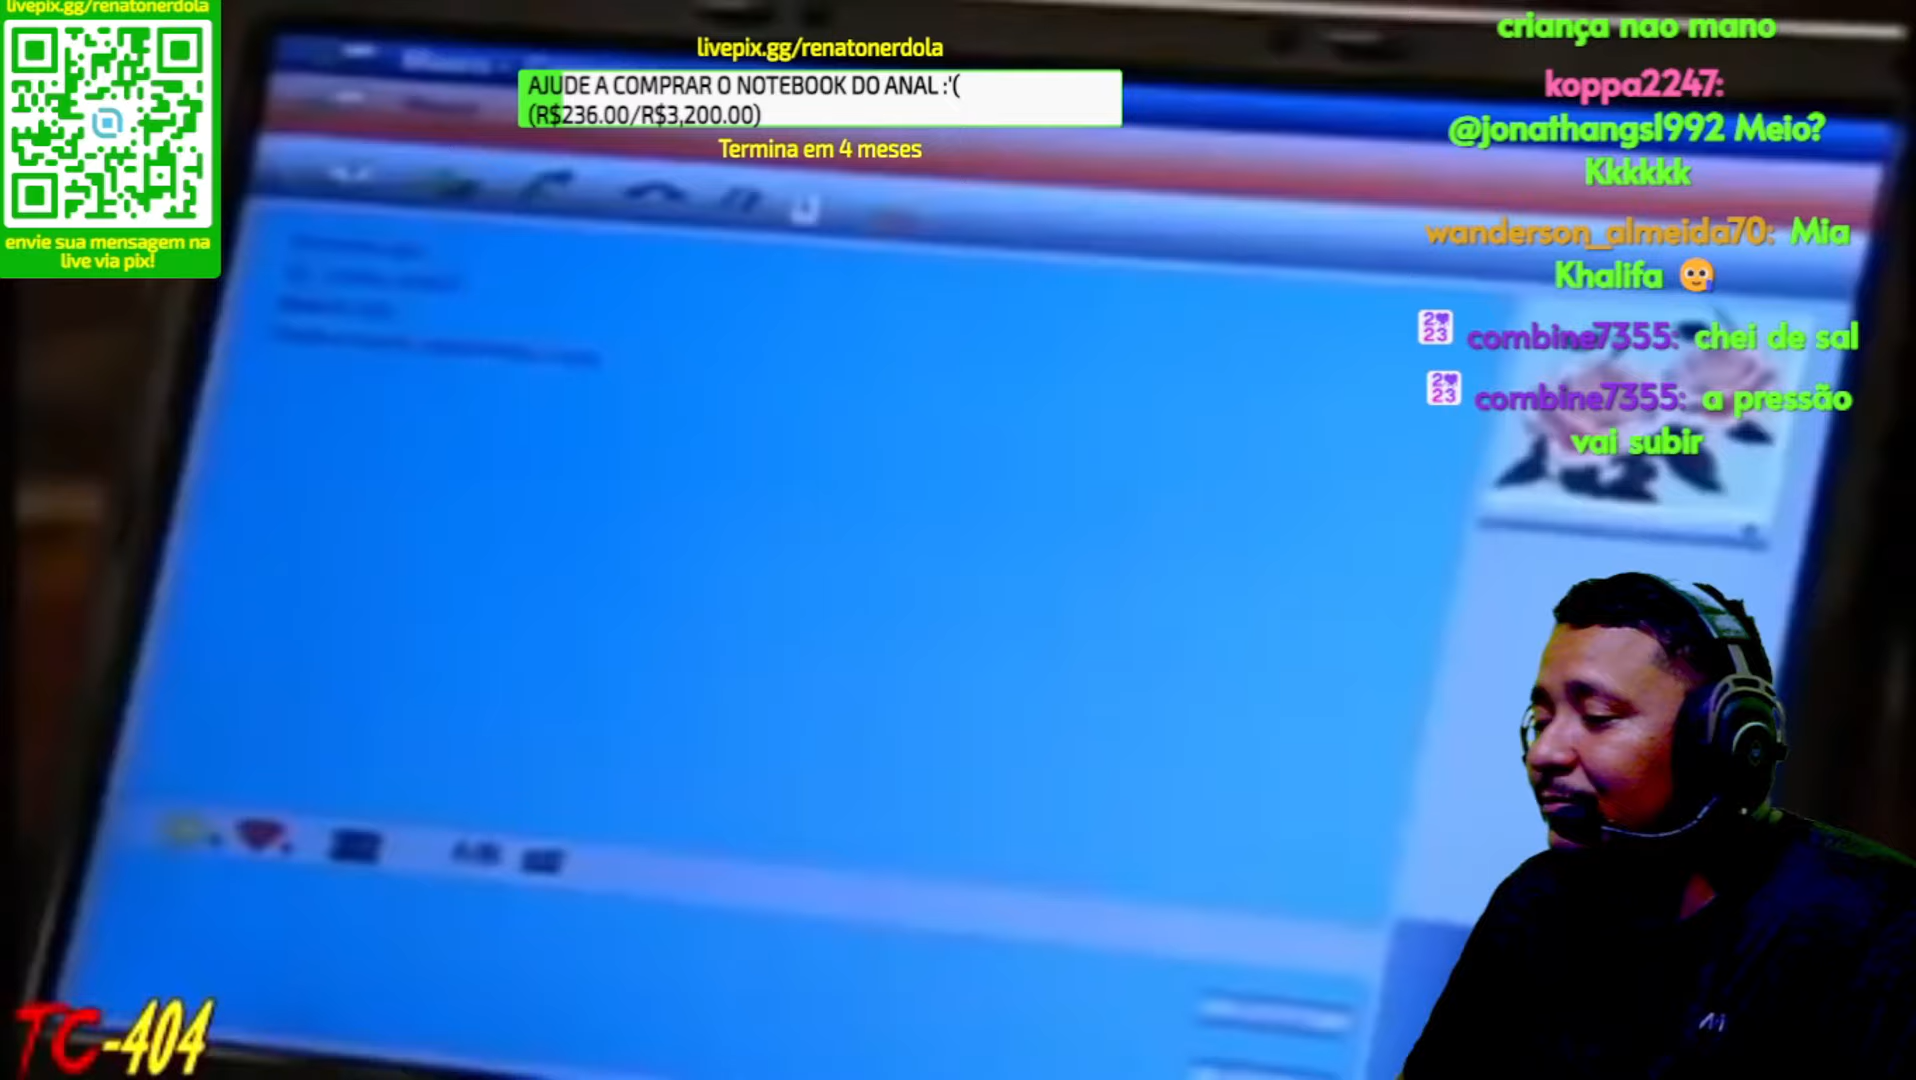 livepix.gg/renatonerdola
envie sua mensagem na
live via pix!
livepix.gg/renatonerdola
AJUDE A COMPRAR O NOTEBOOK DO ANAL :'(
(R$236.00/R$3,200.00)
Termina em 4 meses
criança nao mano
koppa2247:
@jonathangs1992 Meio?
Kkkkkk
wanderson_almeida70: Mia
Khalifa
combine7355: chei de sal
combine7355: a pressão
vai subir
TC-404